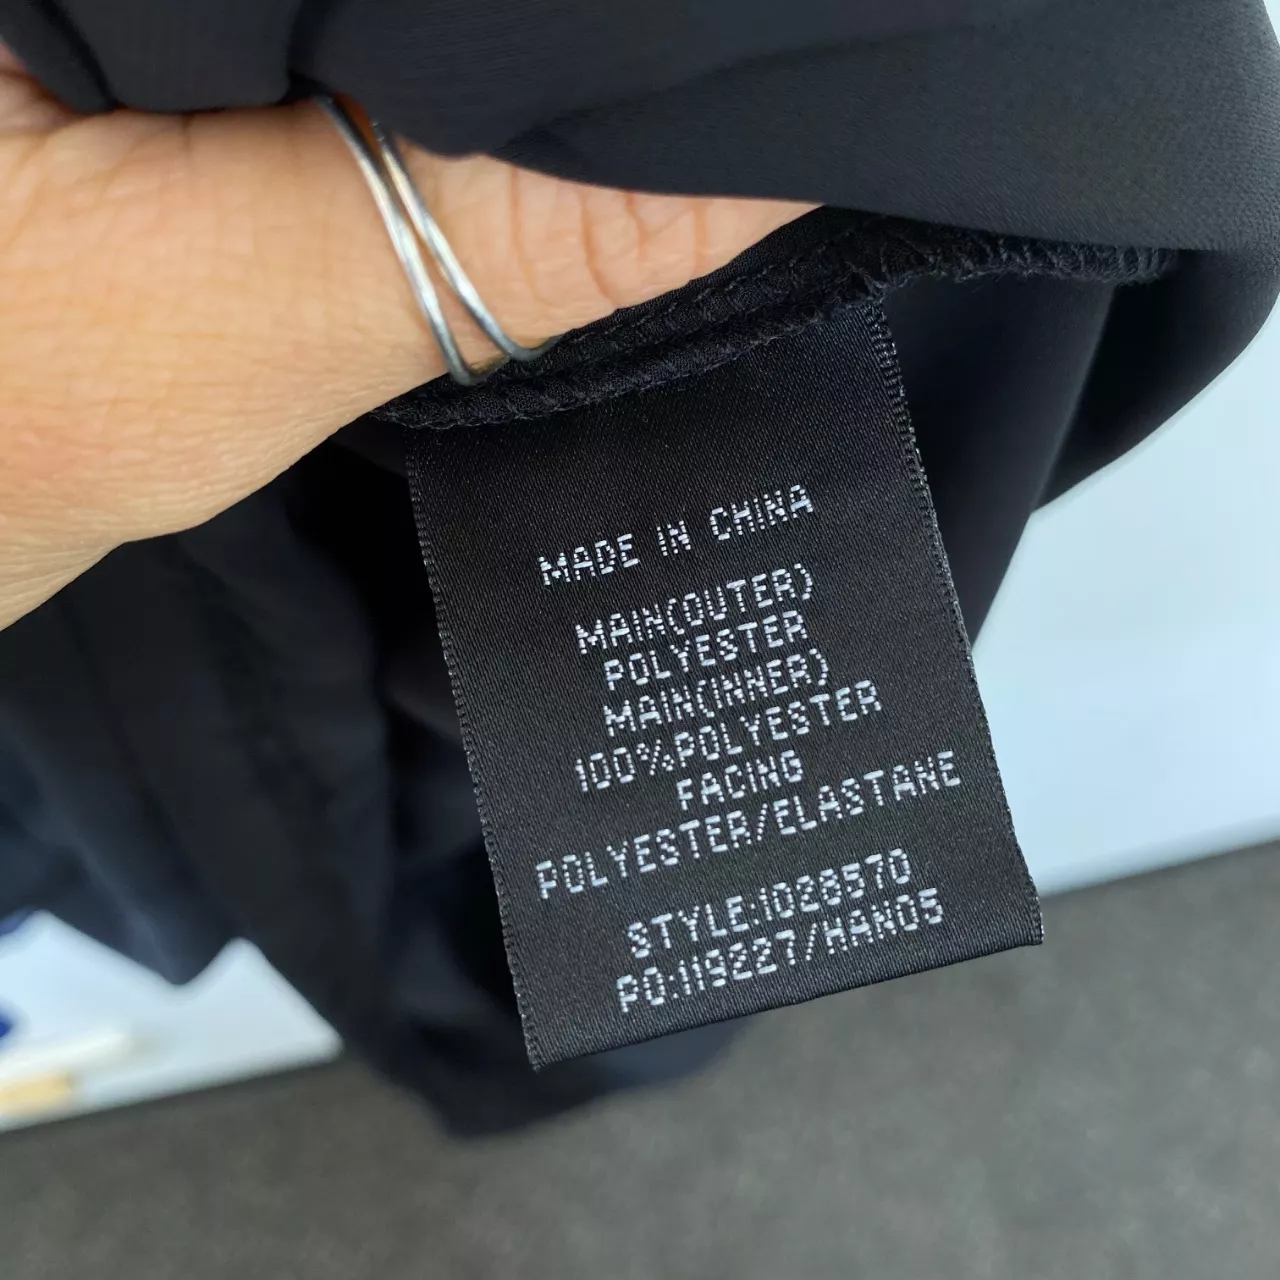 MADE IN CHINA
MAIN(OUTER)
POLYESTER
MAIN(INNER)
100%POLYESTER
FACING
POLYESTER/ELASTANE
STYLE:1028570
PO:119227/HAN05